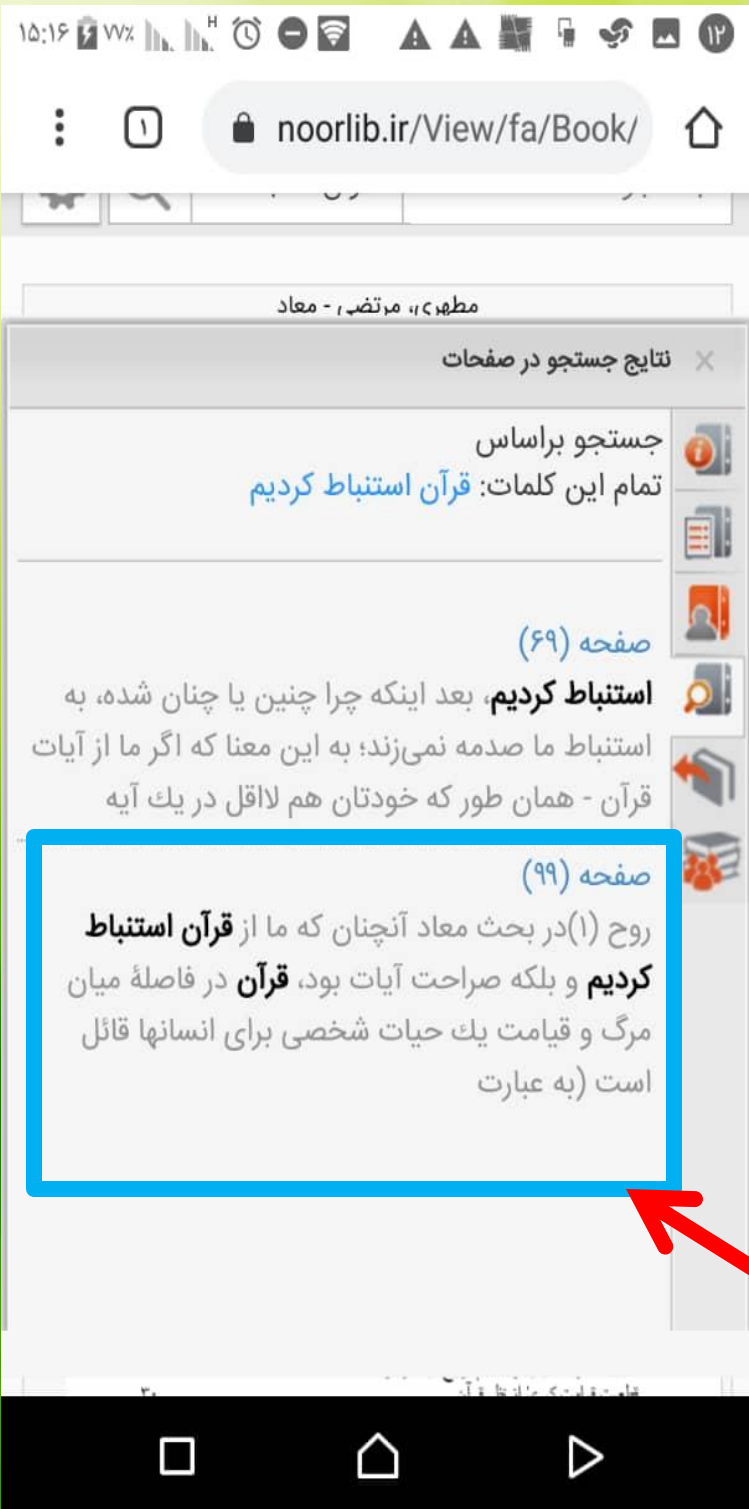 ۱۵:۱۶ ۷۷٪ H ۱۲
۱ noorlib.ir/View/fa/Book/
مطهری، مرتضی - معاد
نتایج جستجو در صفحات ×
جستجو براساس
تمام این کلمات: قرآن استنباط کردیم
صفحه (۶۹)
استنباط کردیم، بعد اینکه چرا چنین یا چنان شده، به
استنباط ما صدمه نمی‌زند؛ به این معنا که اگر ما از آیات
قرآن - همان طور که خودتان هم لااقل در یك آیه
...
صفحه (۹۹)
روح (۱)در بحث معاد آنچنان که ما از قرآن استنباط
کردیم و بلکه صراحت آیات بود، قرآن در فاصلهٔ میان
مرگ و قیامت یك حیات شخصی برای انسانها قائل
است (به عبارت